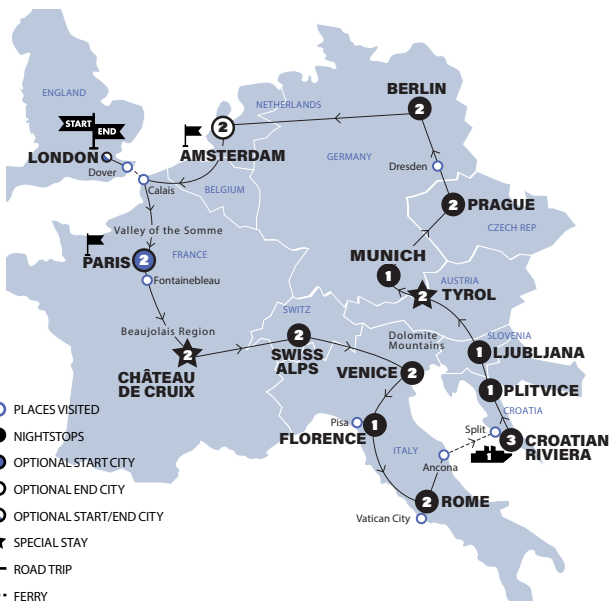 ENGLAND
START
END
LONDON
Dover
Calais
NETHERLANDS
2
AMSTERDAM
BELGIUM
BERLIN
2
GERMANY
Dresden
2
PRAGUE
CZECH REP
Valley of the Somme
PARIS
2
FRANCE
Fontainebleau
MUNICH
1
AUSTRIA
2
TYROL
Beaujolais Region
2
CHÂTEAU
DE CRUIX
SWITZ
2
SWISS
ALPS
Dolomite
Mountains
VENICE
2
SLOVENIA
1
LJUBLJANA
1
PLITVICE
CROATIA
Split
3
CROATIAN
RIVIERA
1
Pisa
FLORENCE
1
ITALY
Ancona
2
ROME
Vatican City
PLACES VISITED
NIGHTSTOPS
OPTIONAL START CITY
OPTIONAL END CITY
OPTIONAL START/END CITY
SPECIAL STAY
ROAD TRIP
FERRY